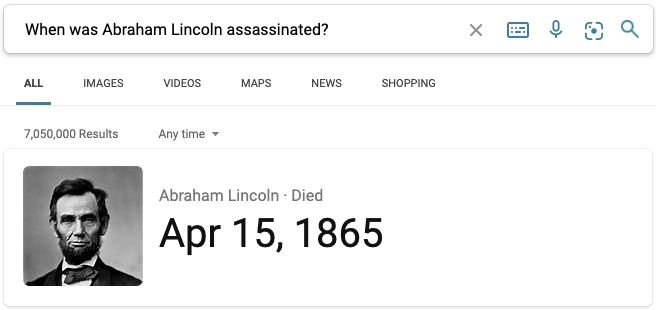 When was Abraham Lincoln assassinated?
ALL IMAGES VIDEOS MAPS NEWS SHOPPING
7,050,000 Results Any time
Abraham Lincoln · Died
Apr 15, 1865